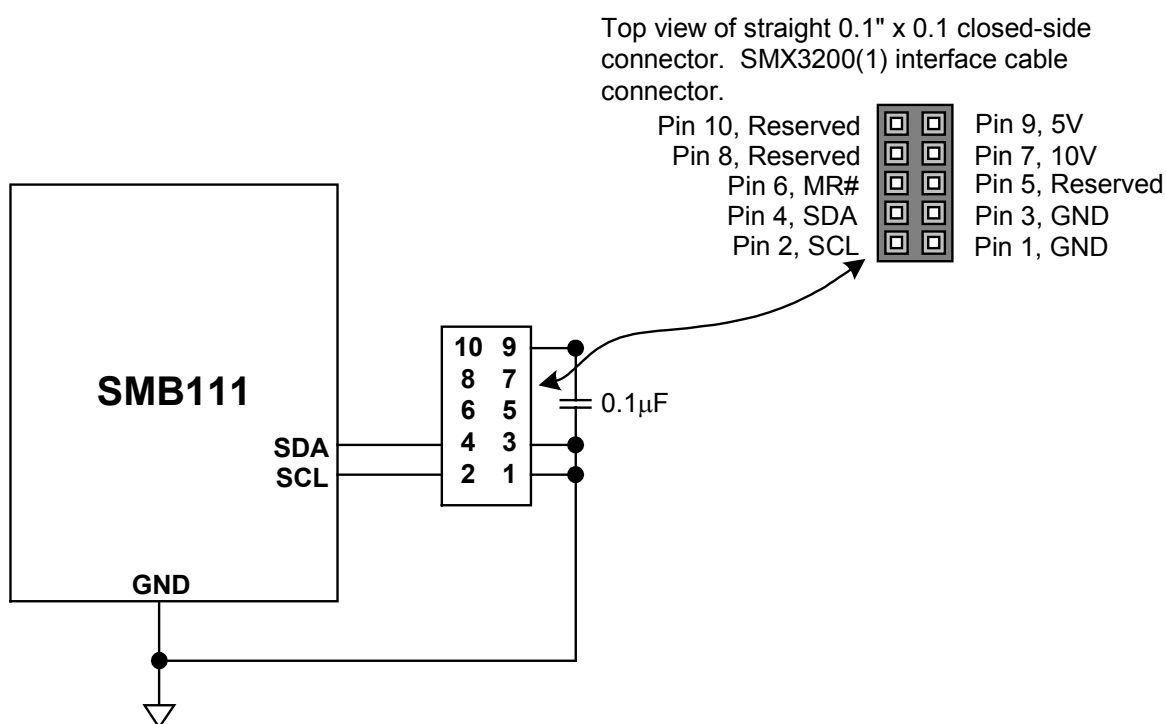 Top view of straight 0.1" x 0.1 closed-side
connector.  SMX3200(1) interface cable
connector.
Pin 10, Reserved
Pin 9, 5V
Pin 8, Reserved
Pin 7, 10V
Pin 6, MR#
Pin 5, Reserved
Pin 4, SDA
Pin 3, GND
Pin 2, SCL
Pin 1, GND
SMB111
SDA
SCL
GND
10 9
8 7
6 5
4 3
2 1
0.1μF